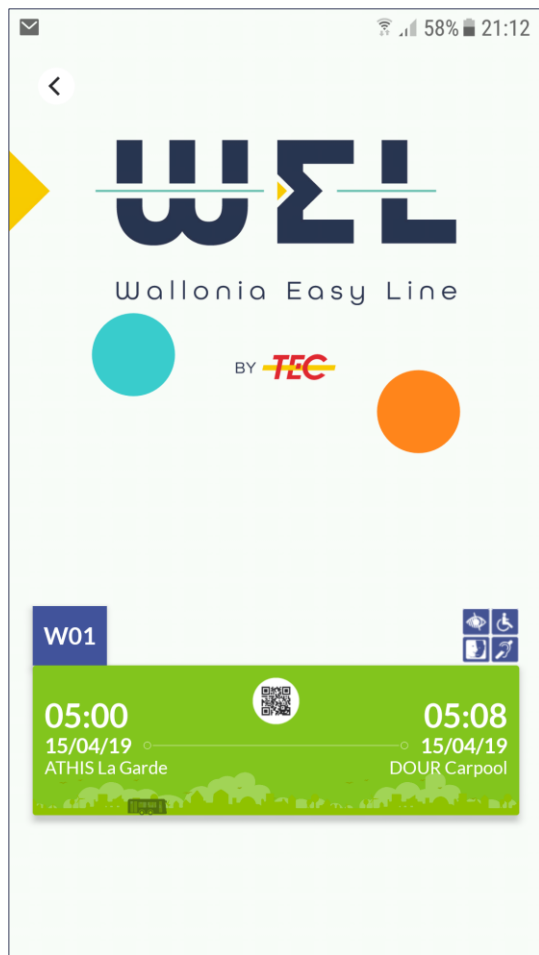 58% 21:12
WEL
Wallonia Easy Line
BY TEC
W01
05:00 05:08
15/04/19 15/04/19
ATHIS La Garde DOUR Carpool